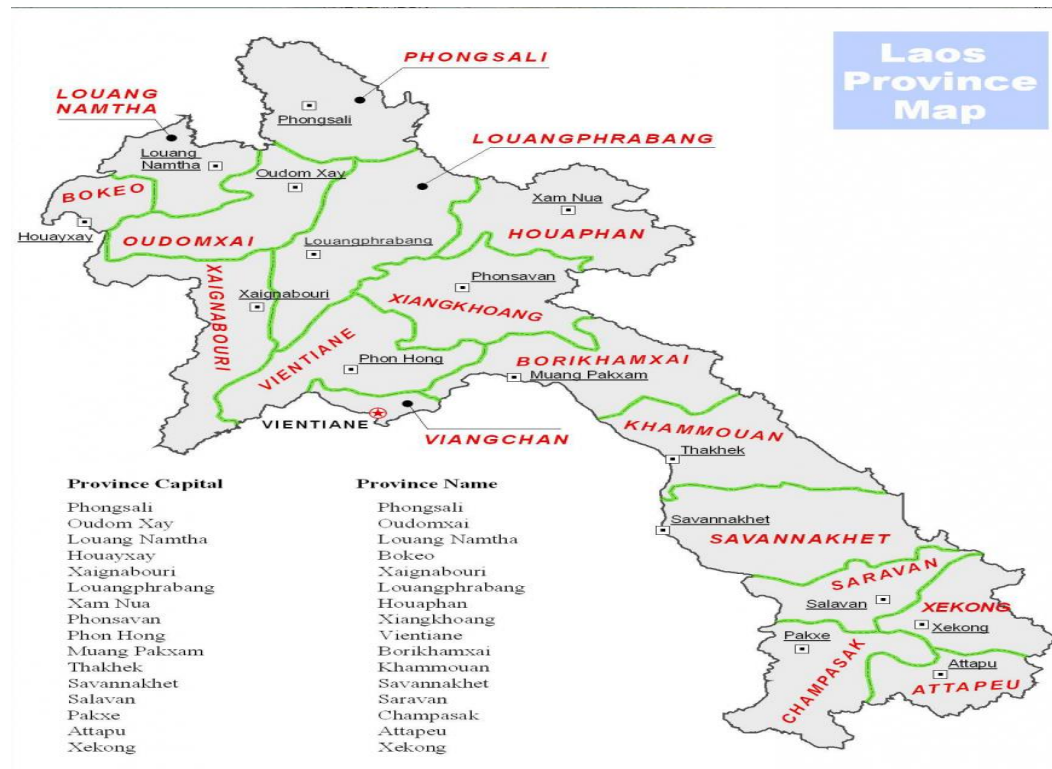 Laos
Province
Map
PHONGSALI
LOUANG
NAMTHA
Phongsali
LOUANGPHRABANG
Louang
Namtha
Oudom Xay
BOKEO
Xam Nua
Houayxay
OUDOMXAI
Louangphrabang
HOUAPHAN
XAIGNABOURI
Phonsavan
Xaignabouri
XIANGKHOANG
VIENTIANE
Phon Hong
BORIKHAMXAI
Muang Pakxam
VIENTIANE
VIANGCHAN
KHAMMOUAN
Thakhek
Savannakhet
SAVANNAKHET
SARAVAN
Salavan
XEKONG
Xekong
Pakxe
CHAMPASAK
Attapu
ATTAPEU
Province Capital
Phongsali
Oudom Xay
Louang Namtha
Houayxay
Xaignabouri
Louangphrabang
Xam Nua
Phonsavan
Phon Hong
Muang Pakxam
Thakhek
Savannakhet
Salavan
Pakxe
Attapu
Xekong
Province Name
Phongsali
Oudomxai
Louang Namtha
Bokeo
Xaignabouri
Louangphrabang
Houaphan
Xiangkhoang
Vientiane
Borikhamxai
Khammouan
Savannakhet
Saravan
Champasak
Attapeu
Xekong